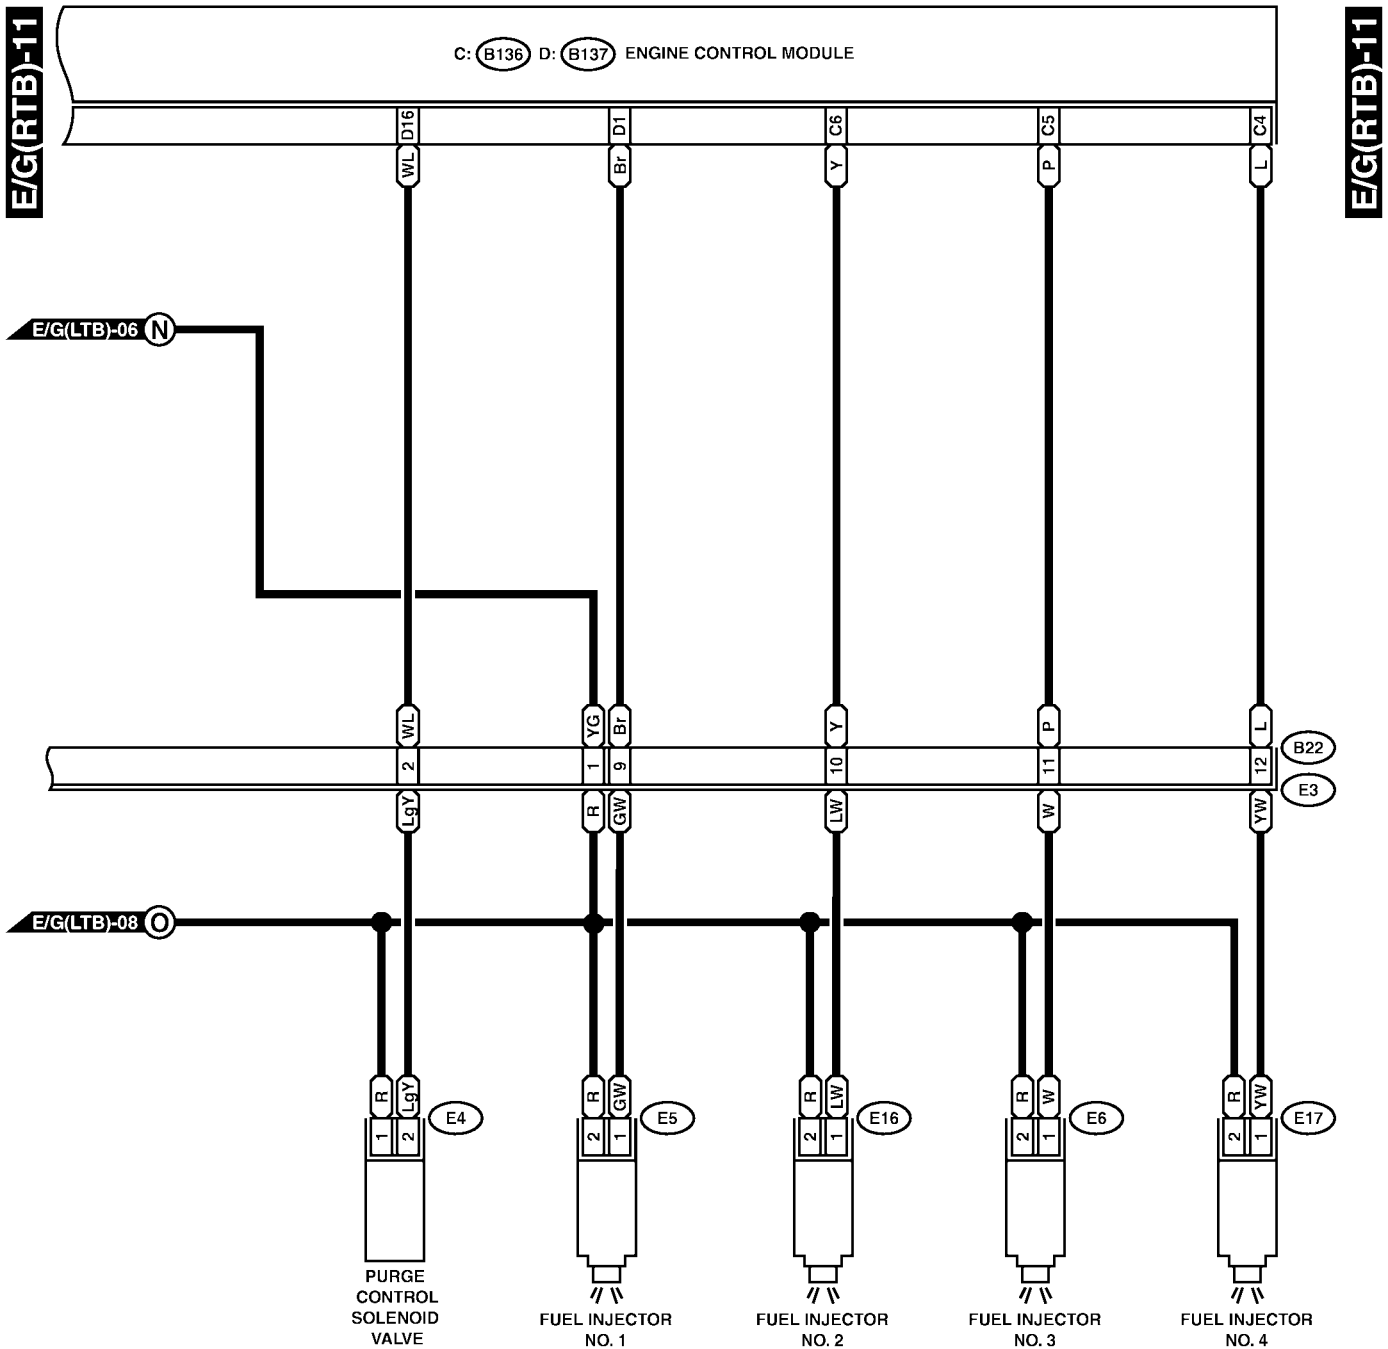 E/G(RTB)-11
E/G(RTB)-11
C: B136 D: B137 ENGINE CONTROL MODULE
D16 D1 C6 C5 C4
WL Br Y P L
E/G(LTB)-06 N
WL YG Br Y P L
B22
2 1 9 10 11 12
E3
LgY R GW LW W YW
E/G(LTB)-08 O
R LgY R GW R LW R W R YW
E4 E5 E16 E6 E17
1 2 2 1 2 1 2 1 2 1
PURGE
CONTROL
SOLENOID
VALVE
FUEL INJECTOR
NO. 1
FUEL INJECTOR
NO. 2
FUEL INJECTOR
NO. 3
FUEL INJECTOR
NO. 4